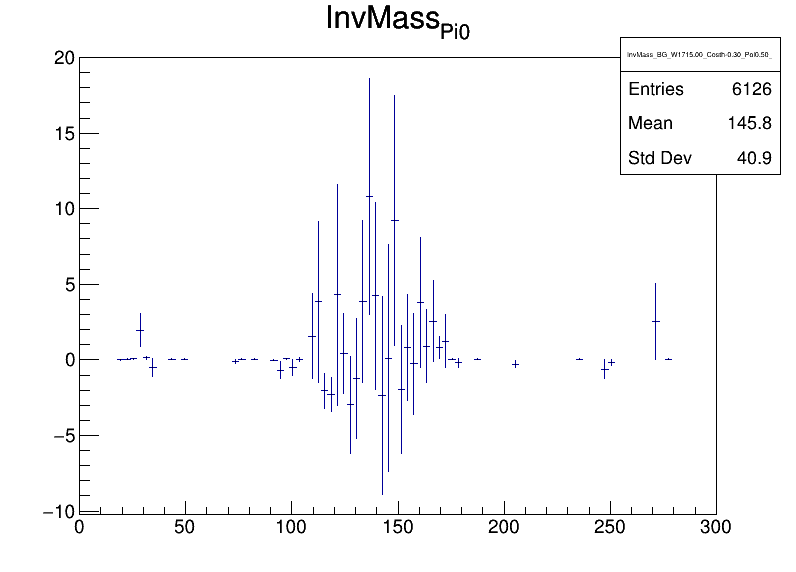 InvMass_Pi0
InvMass_BG_W1715.00_Costh-0.30_Pol0.50_
Entries 6126
Mean 145.8
Std Dev 40.9
20
15
10
5
0
−5
−10
0 50 100 150 200 250 300